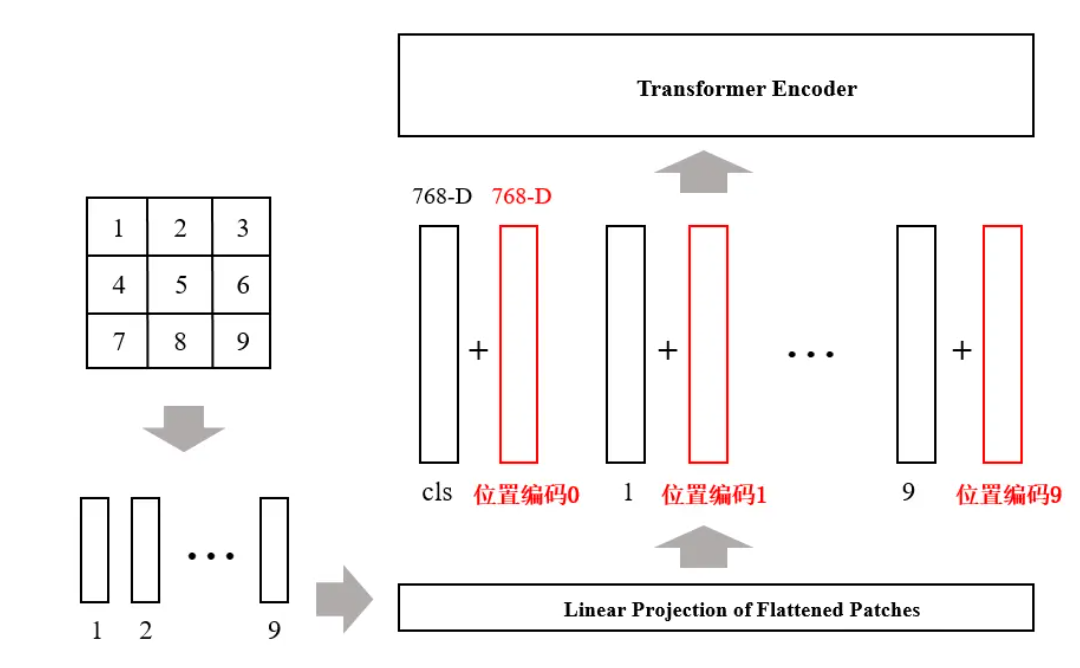 Transformer Encoder
768-D 768-D
1 2 3
4 5 6
7 8 9
+ + ... +
cls 位置编码0 1 位置编码1 9 位置编码9
...
1 2 9
Linear Projection of Flattened Patches